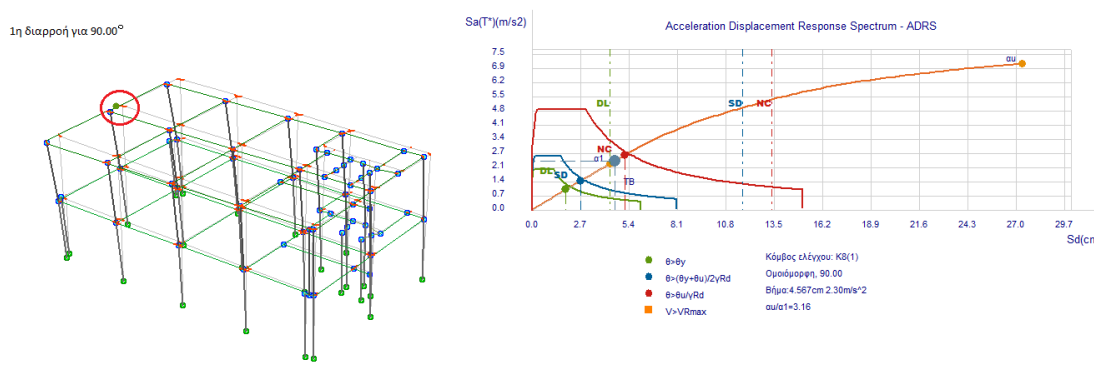 1η διαρροή για 90.00°
Sa(T*)(m/s2)
Acceleration Displacement Response Spectrum - ADRS
7.5
6.9
6.2
5.5
4.8
4.1
3.4
2.7
2.1
1.4
0.7
0.0
αu
DL
SD
NC
NC
α1
DL
SD
TB
0.0
2.7
5.4
8.1
10.8
13.5
16.2
18.9
21.6
24.3
27.0
29.7
Sd(cm
θ>θy
θ>(θy+θu)/2γRd
θ>θu/γRd
V>VRmax
Κόμβος ελέγχου: K8(1)
Ομοιόμορφη, 90.00
Βήμα:4.567cm 2.30m/s^2
αu/α1=3.16